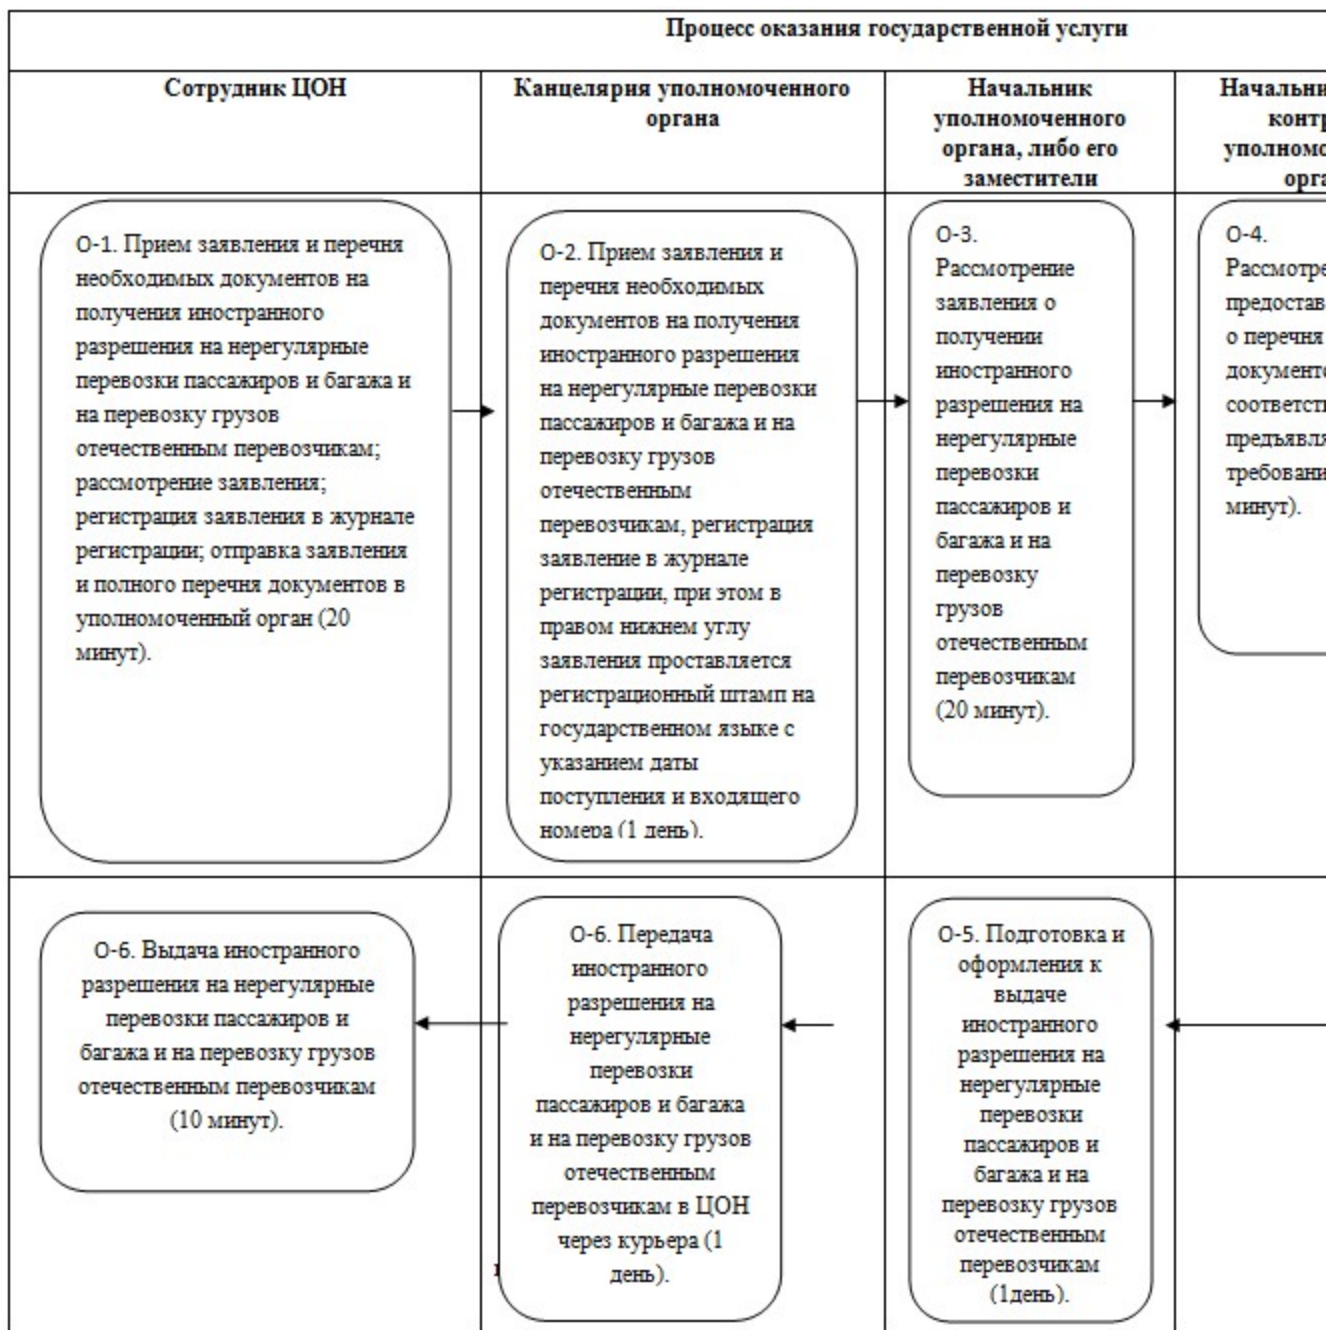 Процесс оказания государственной услуги
Сотрудник ЦОН
Канцелярия уполномоченного
органа
Начальник
уполномоченного
органа, либо его
заместители
О-1. Прием заявления и перечня
необходимых документов на
получения иностранного
разрешения на нерегулярные
перевозки пассажиров и багажа и
на перевозку грузов
отечественным перевозчикам;
рассмотрение заявления;
регистрация заявления в журнале
регистрации; отправка заявления
и полного перечня документов в
уполномоченный орган (20
минут).
О-2. Прием заявления и
перечня необходимых
документов на получения
иностранного разрешения
на нерегулярные перевозки
пассажиров и багажа и на
перевозку грузов
отечественным
перевозчикам, регистрация
заявление в журнале
регистрации, при этом в
правом нижнем углу
заявления проставляется
регистрационный штамп на
государственном языке с
указанием даты
поступления и входящего
номера (1 день).
О-3.
Рассмотрение
заявления о
получении
иностранного
разрешения на
нерегулярные
перевозки
пассажиров и
багажа и на
перевозку
грузов
отечественным
перевозчикам
(20 минут).
О-4.
о перечня
минут).
О-6. Выдача иностранного
разрешения на нерегулярные
перевозки пассажиров и
багажа и на перевозку грузов
отечественным перевозчикам
(10 минут).
О-6. Передача
иностранного
разрешения на
нерегулярные
перевозки
пассажиров и багажа
и на перевозку грузов
отечественным
перевозчикам в ЦОН
через курьера (1
день).
О-5. Подготовка и
оформления к
выдаче
иностранного
разрешения на
нерегулярные
перевозки
пассажиров и
багажа и на
перевозку грузов
отечественным
перевозчикам
(1день).